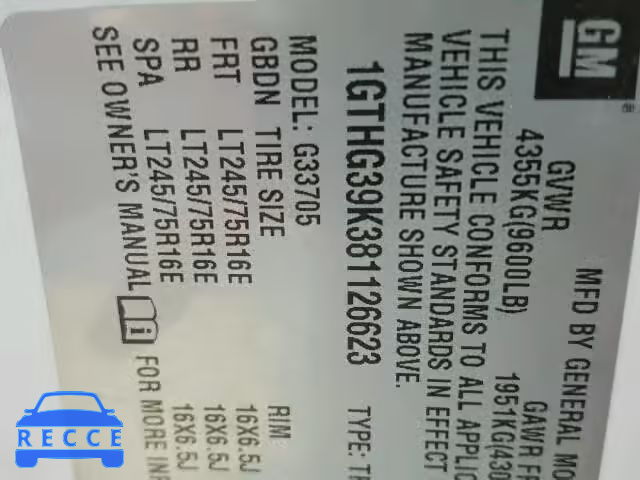 GM
MFD BY GENERAL MO
GVWR GAWR FR
4355KG(9600LB) 1951KG(430
THIS VEHICLE CONFORMS TO ALL APPLIC
VEHICLE SAFETY STANDARDS IN EFFECT
MANUFACTURE SHOWN ABOVE.
1GTHG39K381126623 TYPE: TR
MODEL: G33705
GBDN TIRE SIZE RIM
FRT LT245/75R16E 16X6.5J
RR LT245/75R16E 16X6.5J
SPA LT245/75R16E 16X6.5J
SEE OWNER'S MANUAL FOR MORE INF
RECCE